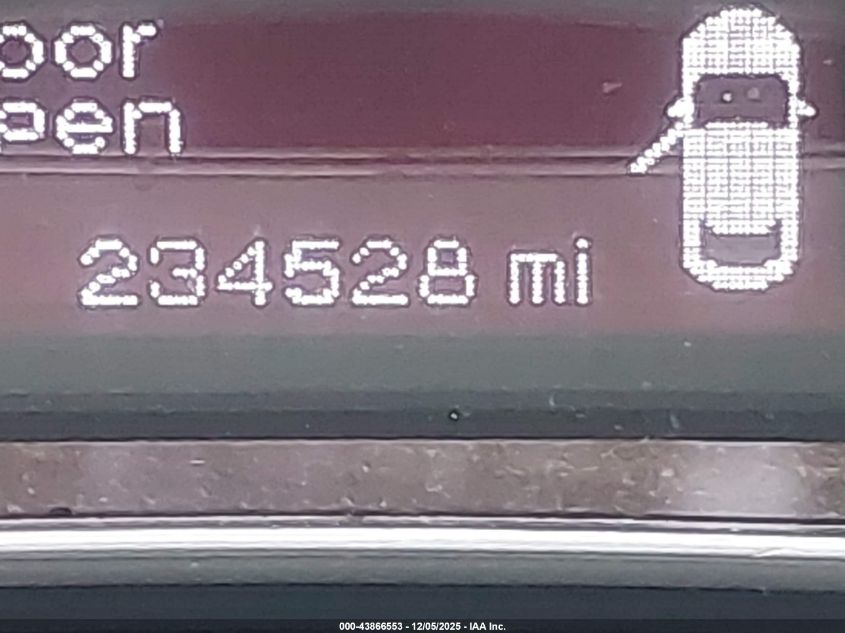 oor
pen
234528 mi
000-43866553 - 12/05/2025 - IAA Inc.